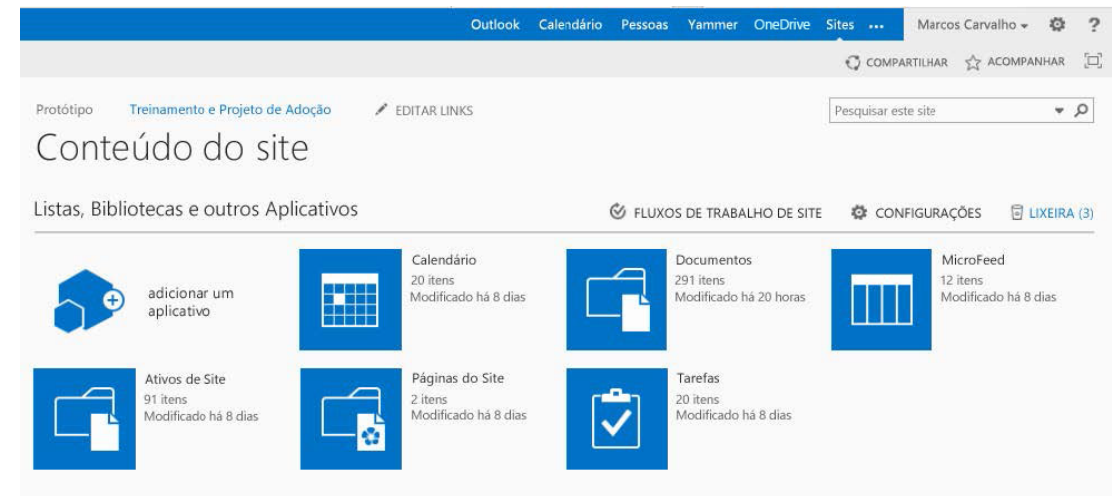 Outlook Calendário Pessoas Yammer OneDrive Sites ... Marcos Carvalho ?
COMPARTILHAR ACOMPANHAR
Protótipo Treinamento e Projeto de Adoção EDITAR LINKS Pesquisar este site
Conteúdo do site
Listas, Bibliotecas e outros Aplicativos FLUXOS DE TRABALHO DE SITE CONFIGURAÇÕES LIXEIRA (3)
adicionar um
aplicativo
Calendário
20 itens
Modificado há 8 dias
Documentos
291 itens
Modificado há 20 horas
MicroFeed
12 itens
Modificado há 8 dias
Ativos de Site
91 itens
Modificado há 8 dias
Páginas do Site
2 itens
Modificado há 8 dias
Tarefas
20 itens
Modificado há 8 dias